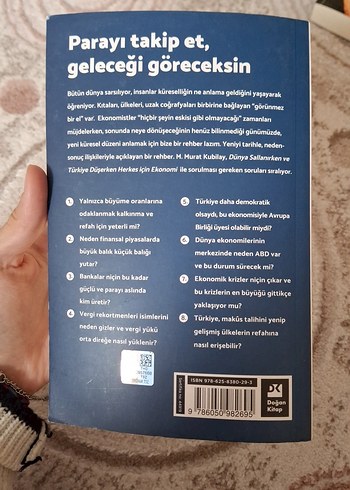 Parayı takip et,
geleceği göreceksin
Bütün dünya sarsılıyor, insanlar küreselliğin ne anlama geldiğini yaşayarak
öğreniyor. Kıtaları, ülkeleri, uzak coğrafyaları birbirine bağlayan "görünmez
bir el" var. Ekonomistler "hiçbir şeyin eskisi gibi olmayacağı" zamanları
müjdelerken, sonunda neye dönüşeceğinin henüz bilinmediği günümüzde,
yeni küresel düzeni anlamak için bize bir rehber lazım. Yeniyi tarihle, neden-
sonuç ilişkileriyle açıklayan bir rehber. M. Murat Kubilay, Dünya Sallanırken ve
Türkiye Düşerken Herkes İçin Ekonomi ile sorulması gereken soruları sıralıyor.
1 Yalnızca büyüme oranlarına
odaklanmak kalkınma ve
refah için yeterli mi?
2 Neden finansal piyasalarda
büyük balık küçük balığı
yutar?
3 Bankalar niçin bu kadar
güçlü ve parayı aslında
kim üretir?
4 Vergi rekortmenleri isimlerini
neden gizler ve vergi yükü
orta direğe nasıl yüklenir?
5 Türkiye daha demokratik
olsaydı, bu ekonomisiyle Avrupa
Birliği üyesi olabilir miydi?
6 Dünya ekonomilerinin
merkezinde neden ABD var
ve bu durum sürecek mi?
7 Ekonomik krizler niçin çıkar ve
bu krizlerin en büyüğü gittikçe
yaklaşıyor mu?
8 Türkiye, makûs talihini yenip
gelişmiş ülkelerin refahına
nasıl erişebilir?
ISBN 978-625-8380-29-3
9 786050 982695
DK
Doğan
Kitap